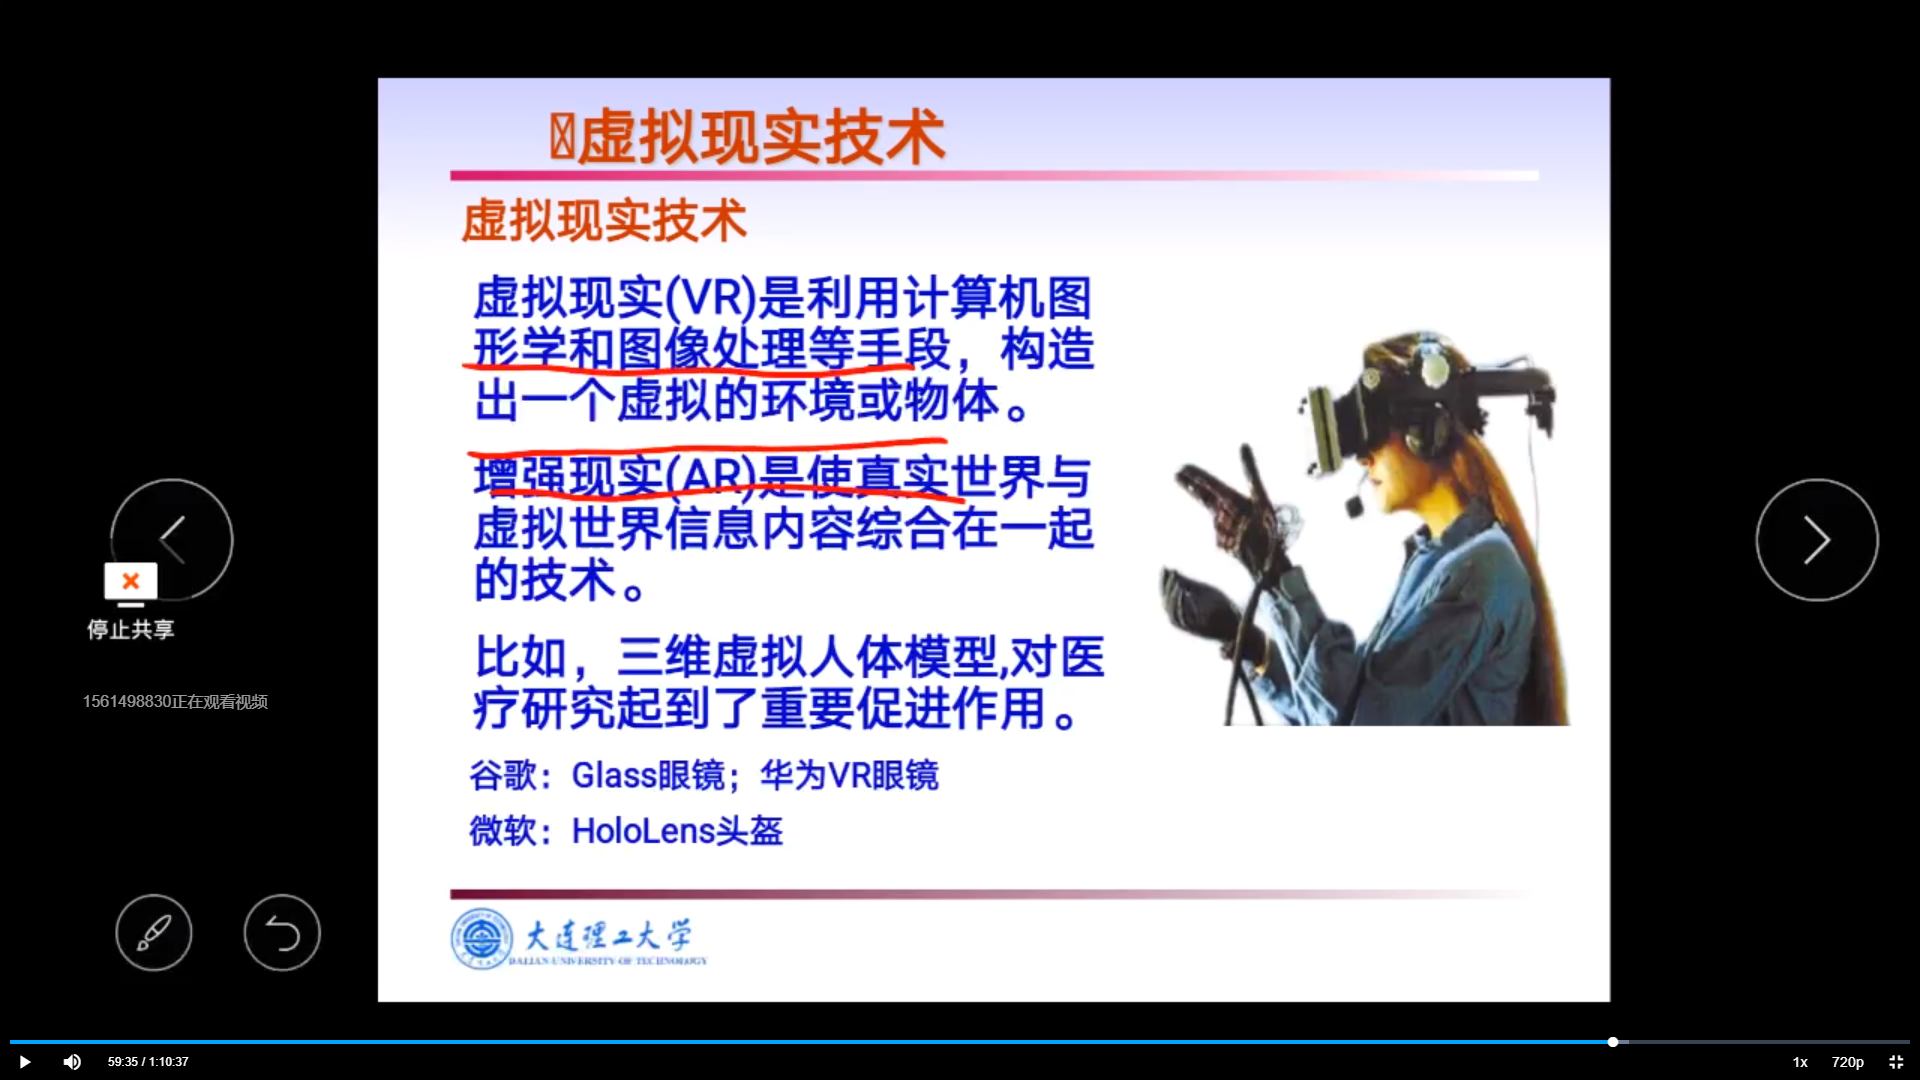 虚拟现实技术
虚拟现实技术
虚拟现实(VR)是利用计算机图
形学和图像处理等手段，构造
出一个虚拟的环境或物体。
增强现实(AR)是使真实世界与
虚拟世界信息内容综合在一起
的技术。
比如，三维虚拟人体模型,对医
疗研究起到了重要促进作用。
谷歌：Glass眼镜；华为VR眼镜
微软：HoloLens头盔
停止共享
1561498830正在观看视频
大连理工大学
DALIAN UNIVERSITY OF TECHNOLOGY
59:35 / 1:10:37
1x
720p